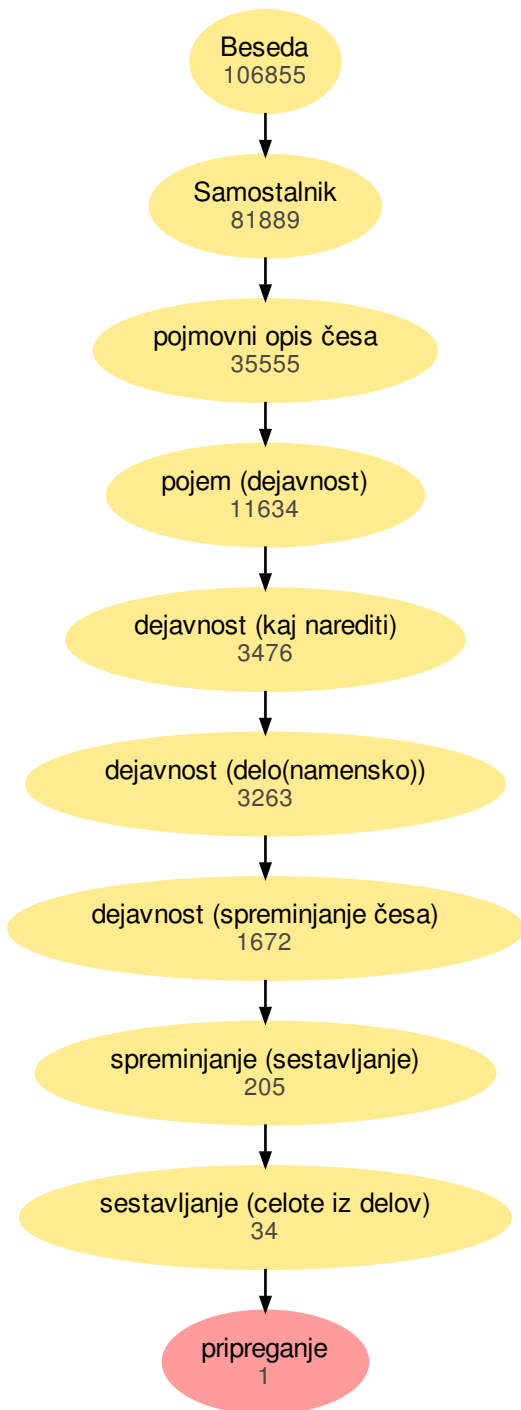 Beseda
106855
Samostalnik
81889
pojmovni opis česa
35555
pojem (dejavnost)
11634
dejavnost (kaj narediti)
3476
dejavnost (delo(namensko))
3263
dejavnost (spreminjanje česa)
1672
spreminjanje (sestavljanje)
205
sestavljanje (celote iz delov)
34
pripreganje
1